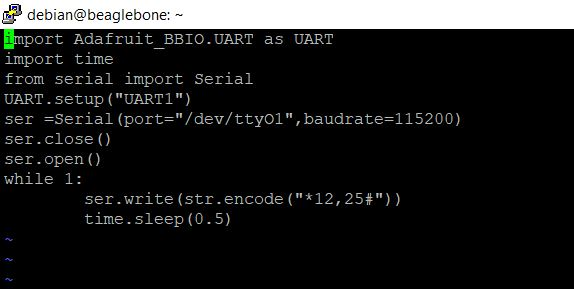 debian@beaglebone: ~
import Adafruit_BBIO.UART as UART
import time
from serial import Serial
UART.setup("UART1")
ser =Serial(port="/dev/ttyO1",baudrate=115200)
ser.close()
ser.open()
while 1:
        ser.write(str.encode("*12,25#"))
        time.sleep(0.5)
~
~
~